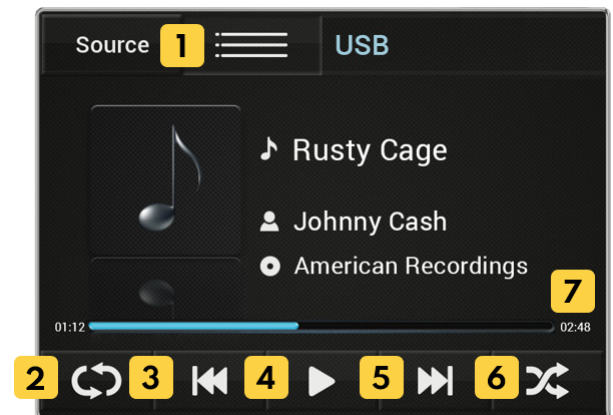 Source 1 USB
Rusty Cage
Johnny Cash
American Recordings
7
01:12 02:48
2 3 4 5 6